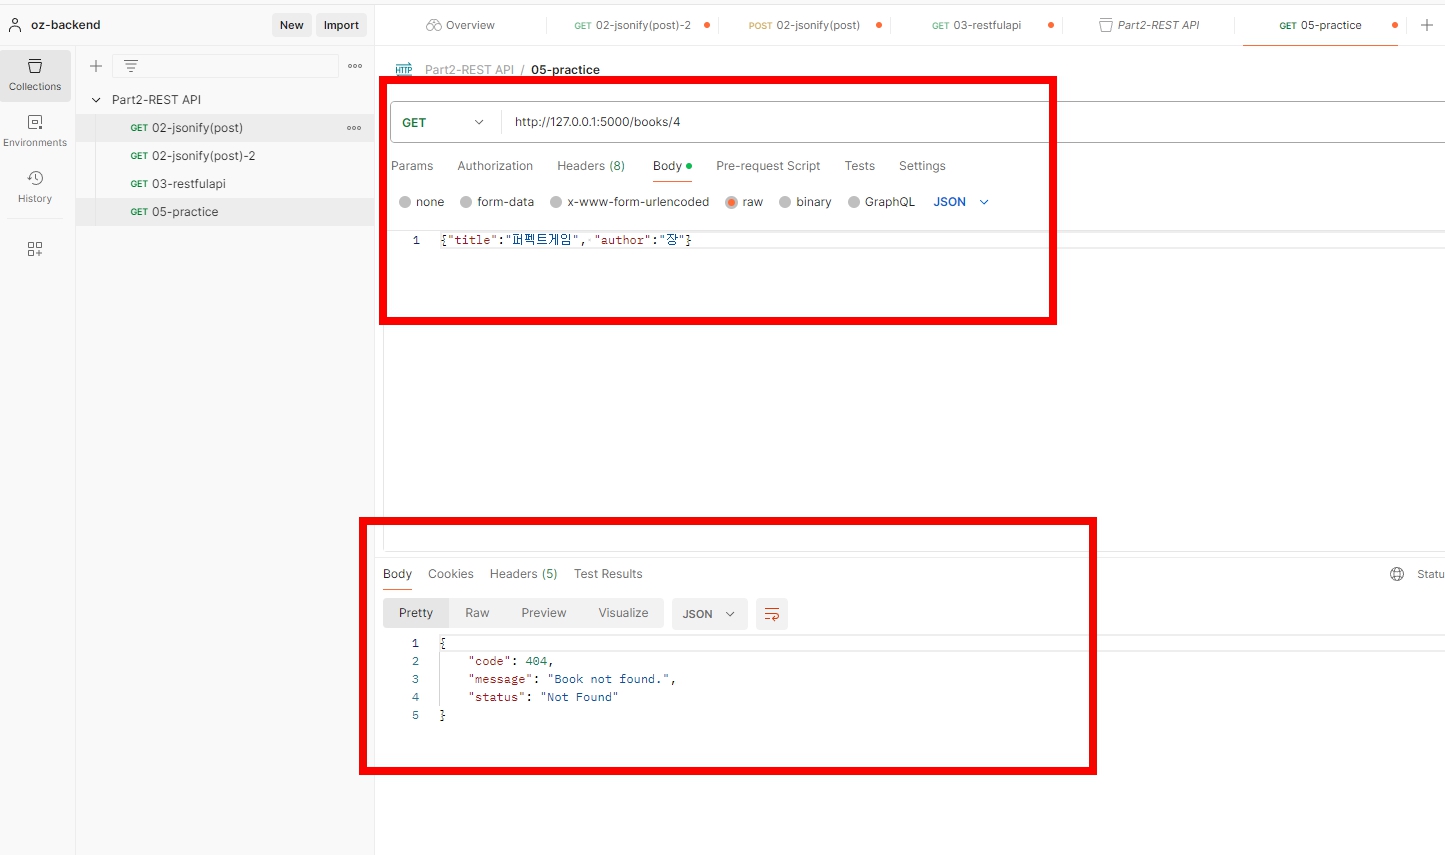 oz-backend
New
Import
Overview
GET 02-jsonify(post)-2
POST 02-jsonify(post)
GET 03-restfulapi
Part2-REST API
GET 05-practice
Collections
Environments
History
Part2-REST API
GET 02-jsonify(post)
GET 02-jsonify(post)-2
GET 03-restfulapi
GET 05-practice
HTTP Part2-REST API / 05-practice
GET http://127.0.0.1:5000/books/4
Params Authorization Headers (8) Body Pre-request Script Tests Settings
none form-data x-www-form-urlencoded raw binary GraphQL JSON
1 {"title":"퍼펙트게임", "author":"장"}
Body Cookies Headers (5) Test Results
Statu
Pretty Raw Preview Visualize JSON
1 {
2 "code": 404,
3 "message": "Book not found.",
4 "status": "Not Found"
5 }